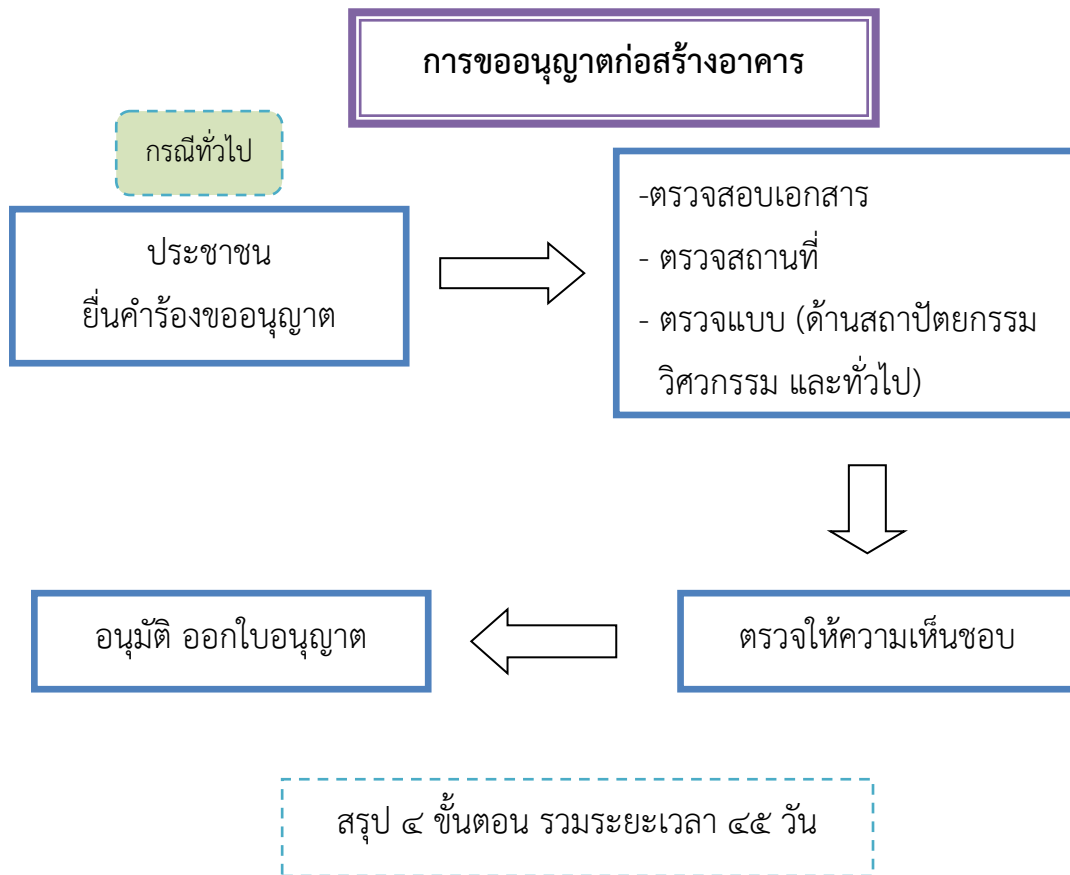 การขออนุญาตก่อสร้างอาคาร
กรณีทั่วไป
ประชาชน
ยื่นคำร้องขออนุญาต
-ตรวจสอบเอกสาร
- ตรวจสถานที่
- ตรวจแบบ (ด้านสถาปัตยกรรม
วิศวกรรม และทั่วไป)
ตรวจให้ความเห็นชอบ
อนุมัติ ออกใบอนุญาต
สรุป ๔ ขั้นตอน รวมระยะเวลา ๔๕ วัน